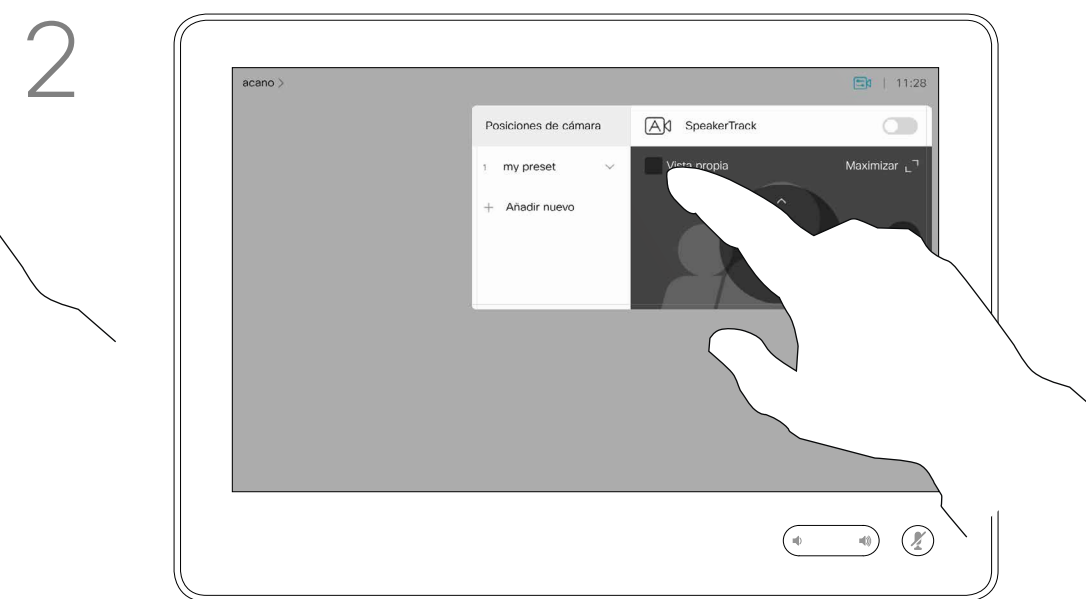 2
acano >
11:28
Posiciones de cámara
SpeakerTrack
1 my preset
Vista propia
Maximizar
+ Añadir nuevo